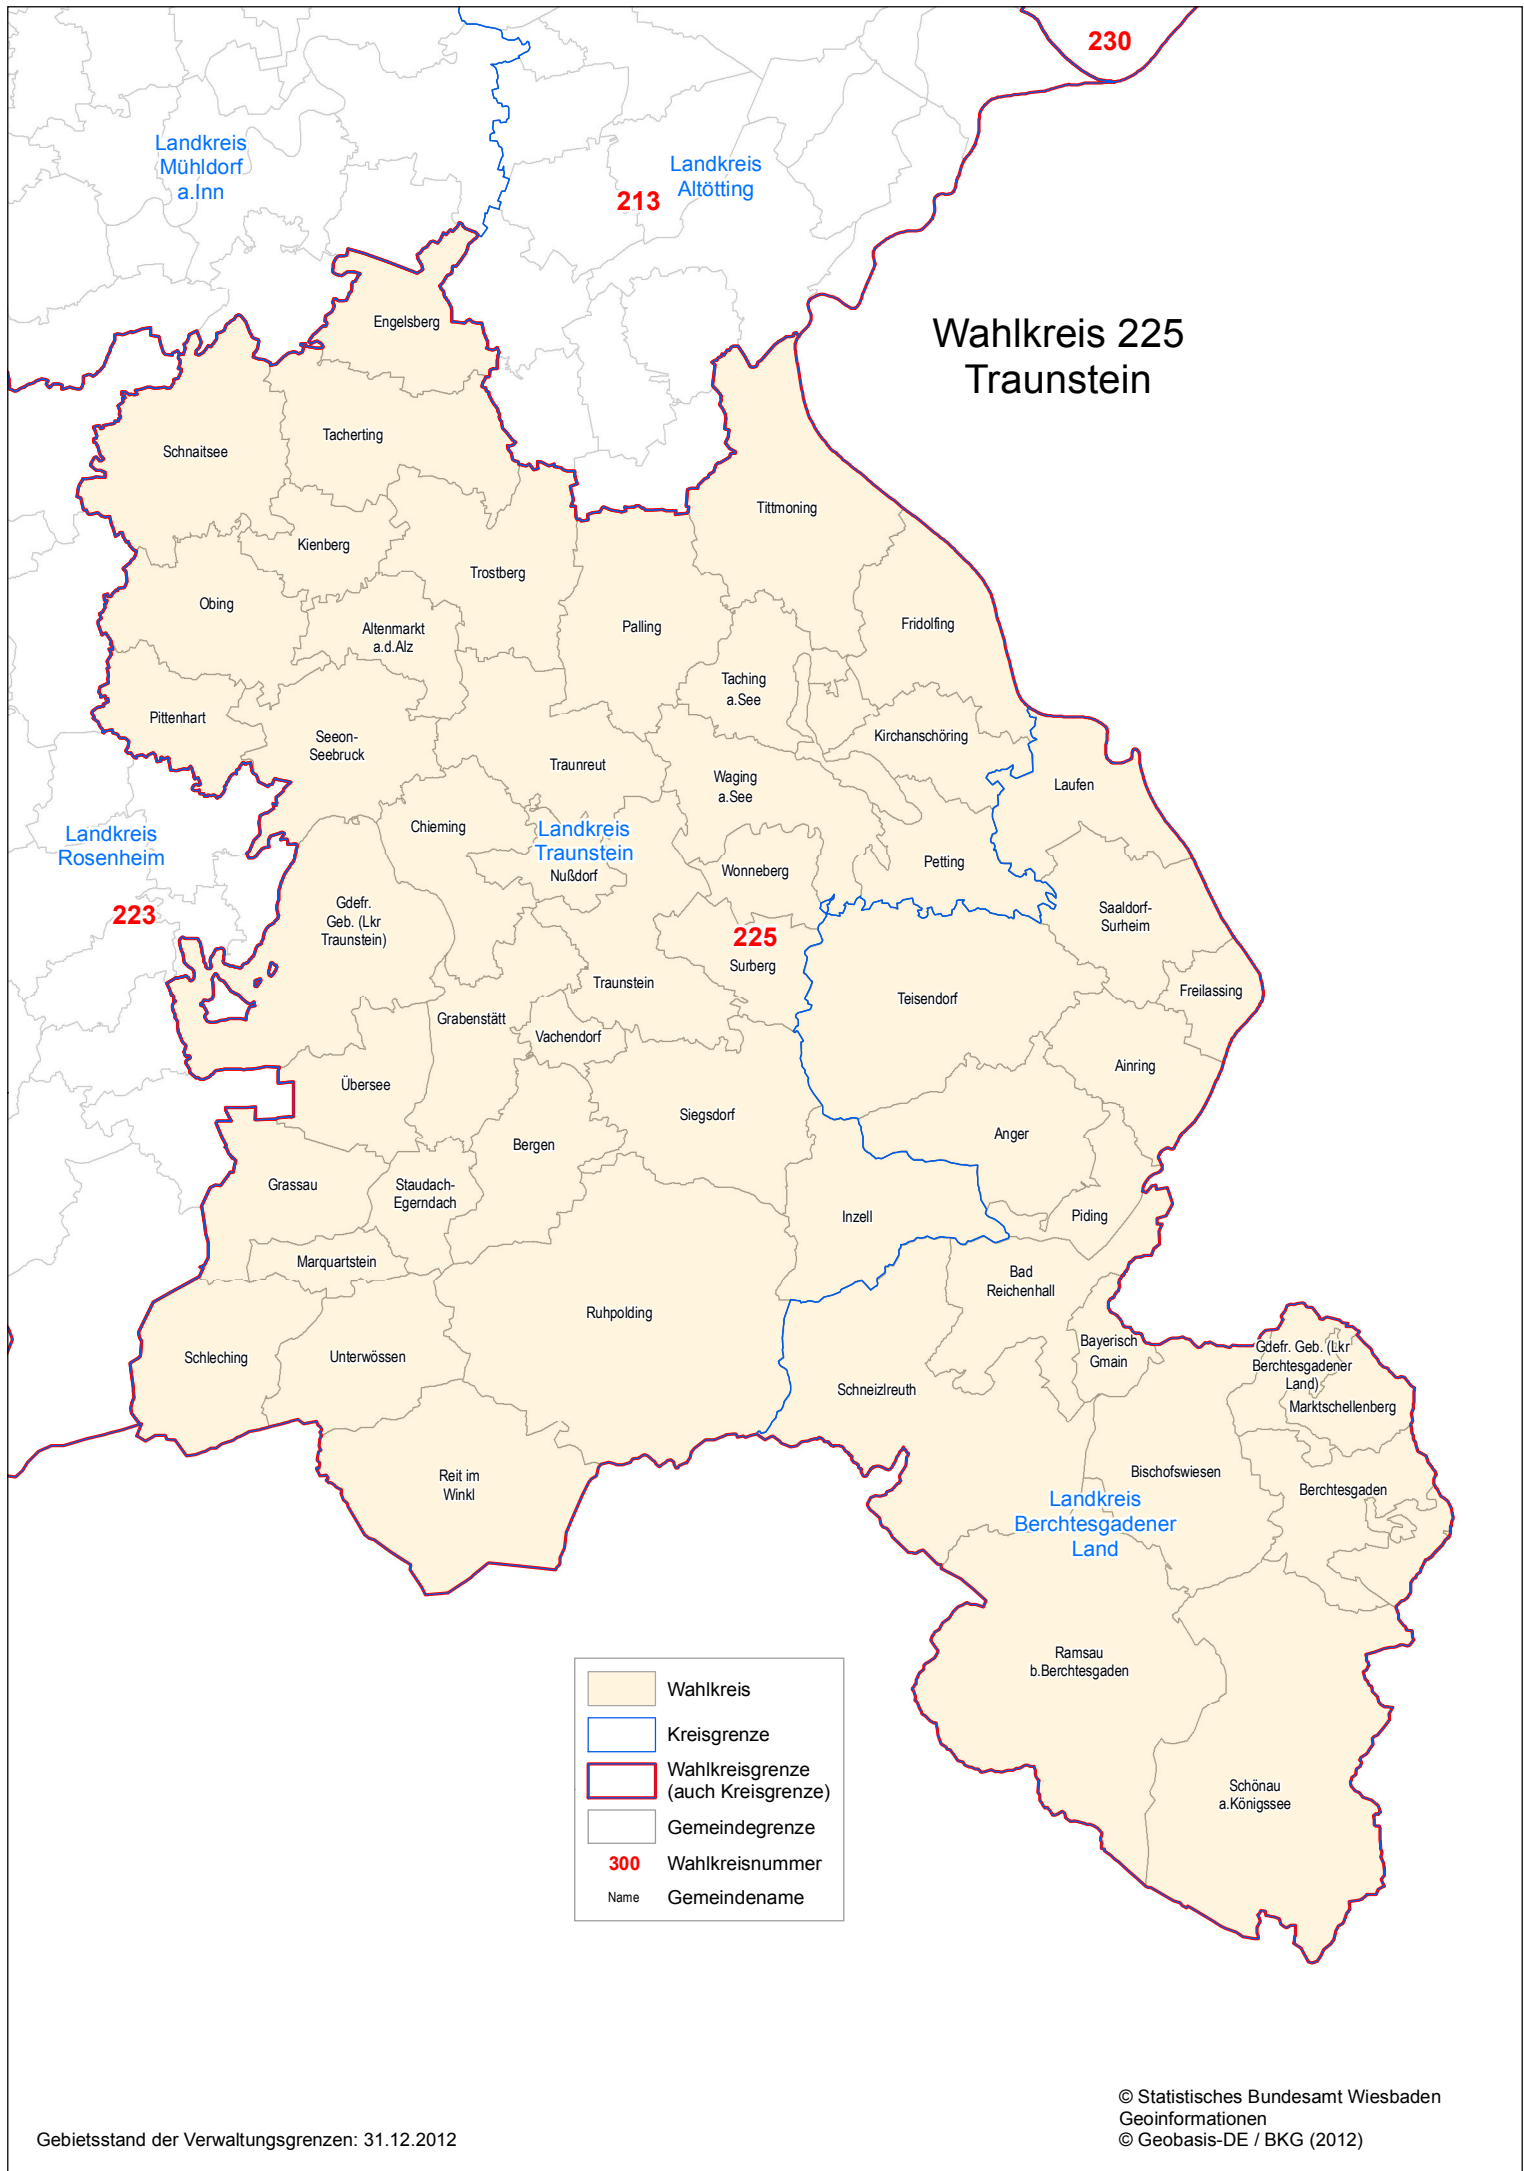 230
Landkreis
Mühldorf
a.Inn
Landkreis
Altötting
213
Wahlkreis 225
Traunstein
Engelsberg
Schnaitsee
Tacherting
Tittmoning
Kienberg
Trostberg
Obing
Altenmarkt
a.d.Alz
Palling
Fridolfing
Taching
a.See
Pittenhart
Seeon-
Seebruck
Kirchanschöring
Traunreut
Waging
a.See
Laufen
Landkreis
Rosenheim
Chieming
Landkreis
Traunstein
Nußdorf
Wonneberg
Petting
223
Gdefr.
Geb. (Lkr
Traunstein)
Saaldorf-
Surheim
225
Surberg
Traunstein
Teisendorf
Freilassing
Grabenstätt
Vachendorf
Übersee
Ainring
Siegsdorf
Bergen
Anger
Grassau
Staudach-
Egerndach
Inzell
Piding
Marquartstein
Bad
Reichenhall
Ruhpolding
Schleching
Unterwössen
Bayerisch
Gmain
Gdefr. Geb. (Lkr
Berchtesgadener
Land)
Schneizlreuth
Marktschellenberg
Reit im
Winkl
Bischofswiesen
Berchtesgaden
Landkreis
Berchtesgadener
Land
Ramsau
b.Berchtesgaden
Schönau
a.Königssee
Wahlkreis
Kreisgrenze
Wahlkreisgrenze
(auch Kreisgrenze)
Gemeindegrenze
300 Wahlkreisnummer
Name Gemeindename
Gebietsstand der Verwaltungsgrenzen: 31.12.2012
© Statistisches Bundesamt Wiesbaden
Geoinformationen
© Geobasis-DE / BKG (2012)